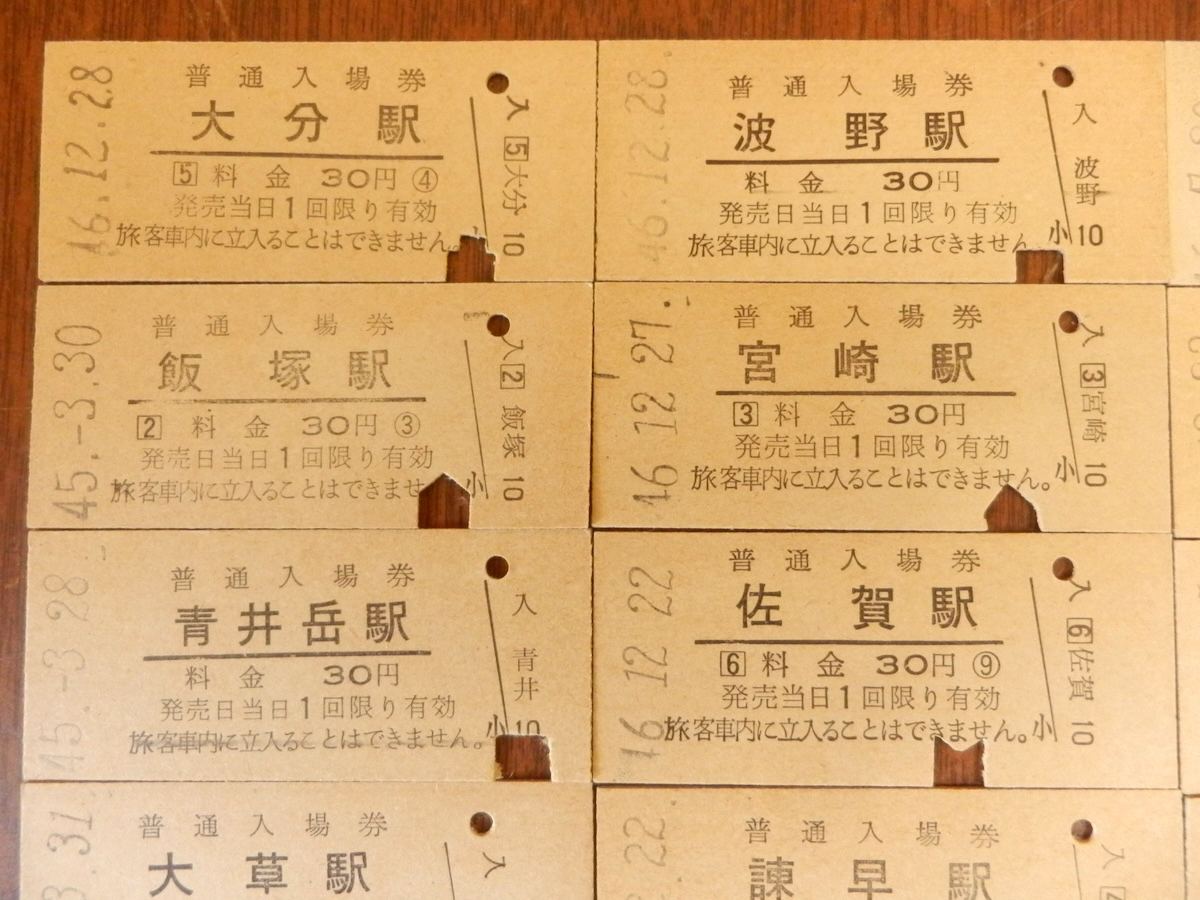 46.12.28
普通入場券
大分駅
5 料金 30円 ④
発売当日1回限り有効
旅客車内に立入ることはできません。
入 5 大分
小 10
46.12.28.
普通入場券
波野駅
料金 30円
発売日当日1回限り有効
旅客車内に立入ることはできません
入 波野
小 10
45.-3.30
普通入場券
飯塚駅
2 料金 30円 ③
発売日当日1回限り有効
旅客車内に立入ることはできませ
入 2 飯塚
小 10
46 12 27.
普通入場券
宮崎駅
3 料金 30円
発売日当日1回限り有効
旅客車内に立入ることはできません。
入 3 宮崎
小 10
45.-3 28
普通入場券
青井岳駅
料金 30円
発売日当日1回限り有効
旅客車内に立入ることはできません。
入 青井
小 10
46 12 22
普通入場券
佐賀駅
6 料金 30円 ⑨
発売当日1回限り有効
旅客車内に立入ることはできません。
入 6 佐賀
小 10
3.31
普通入場券
大草駅
入
22
普通入場券
諫早駅
入